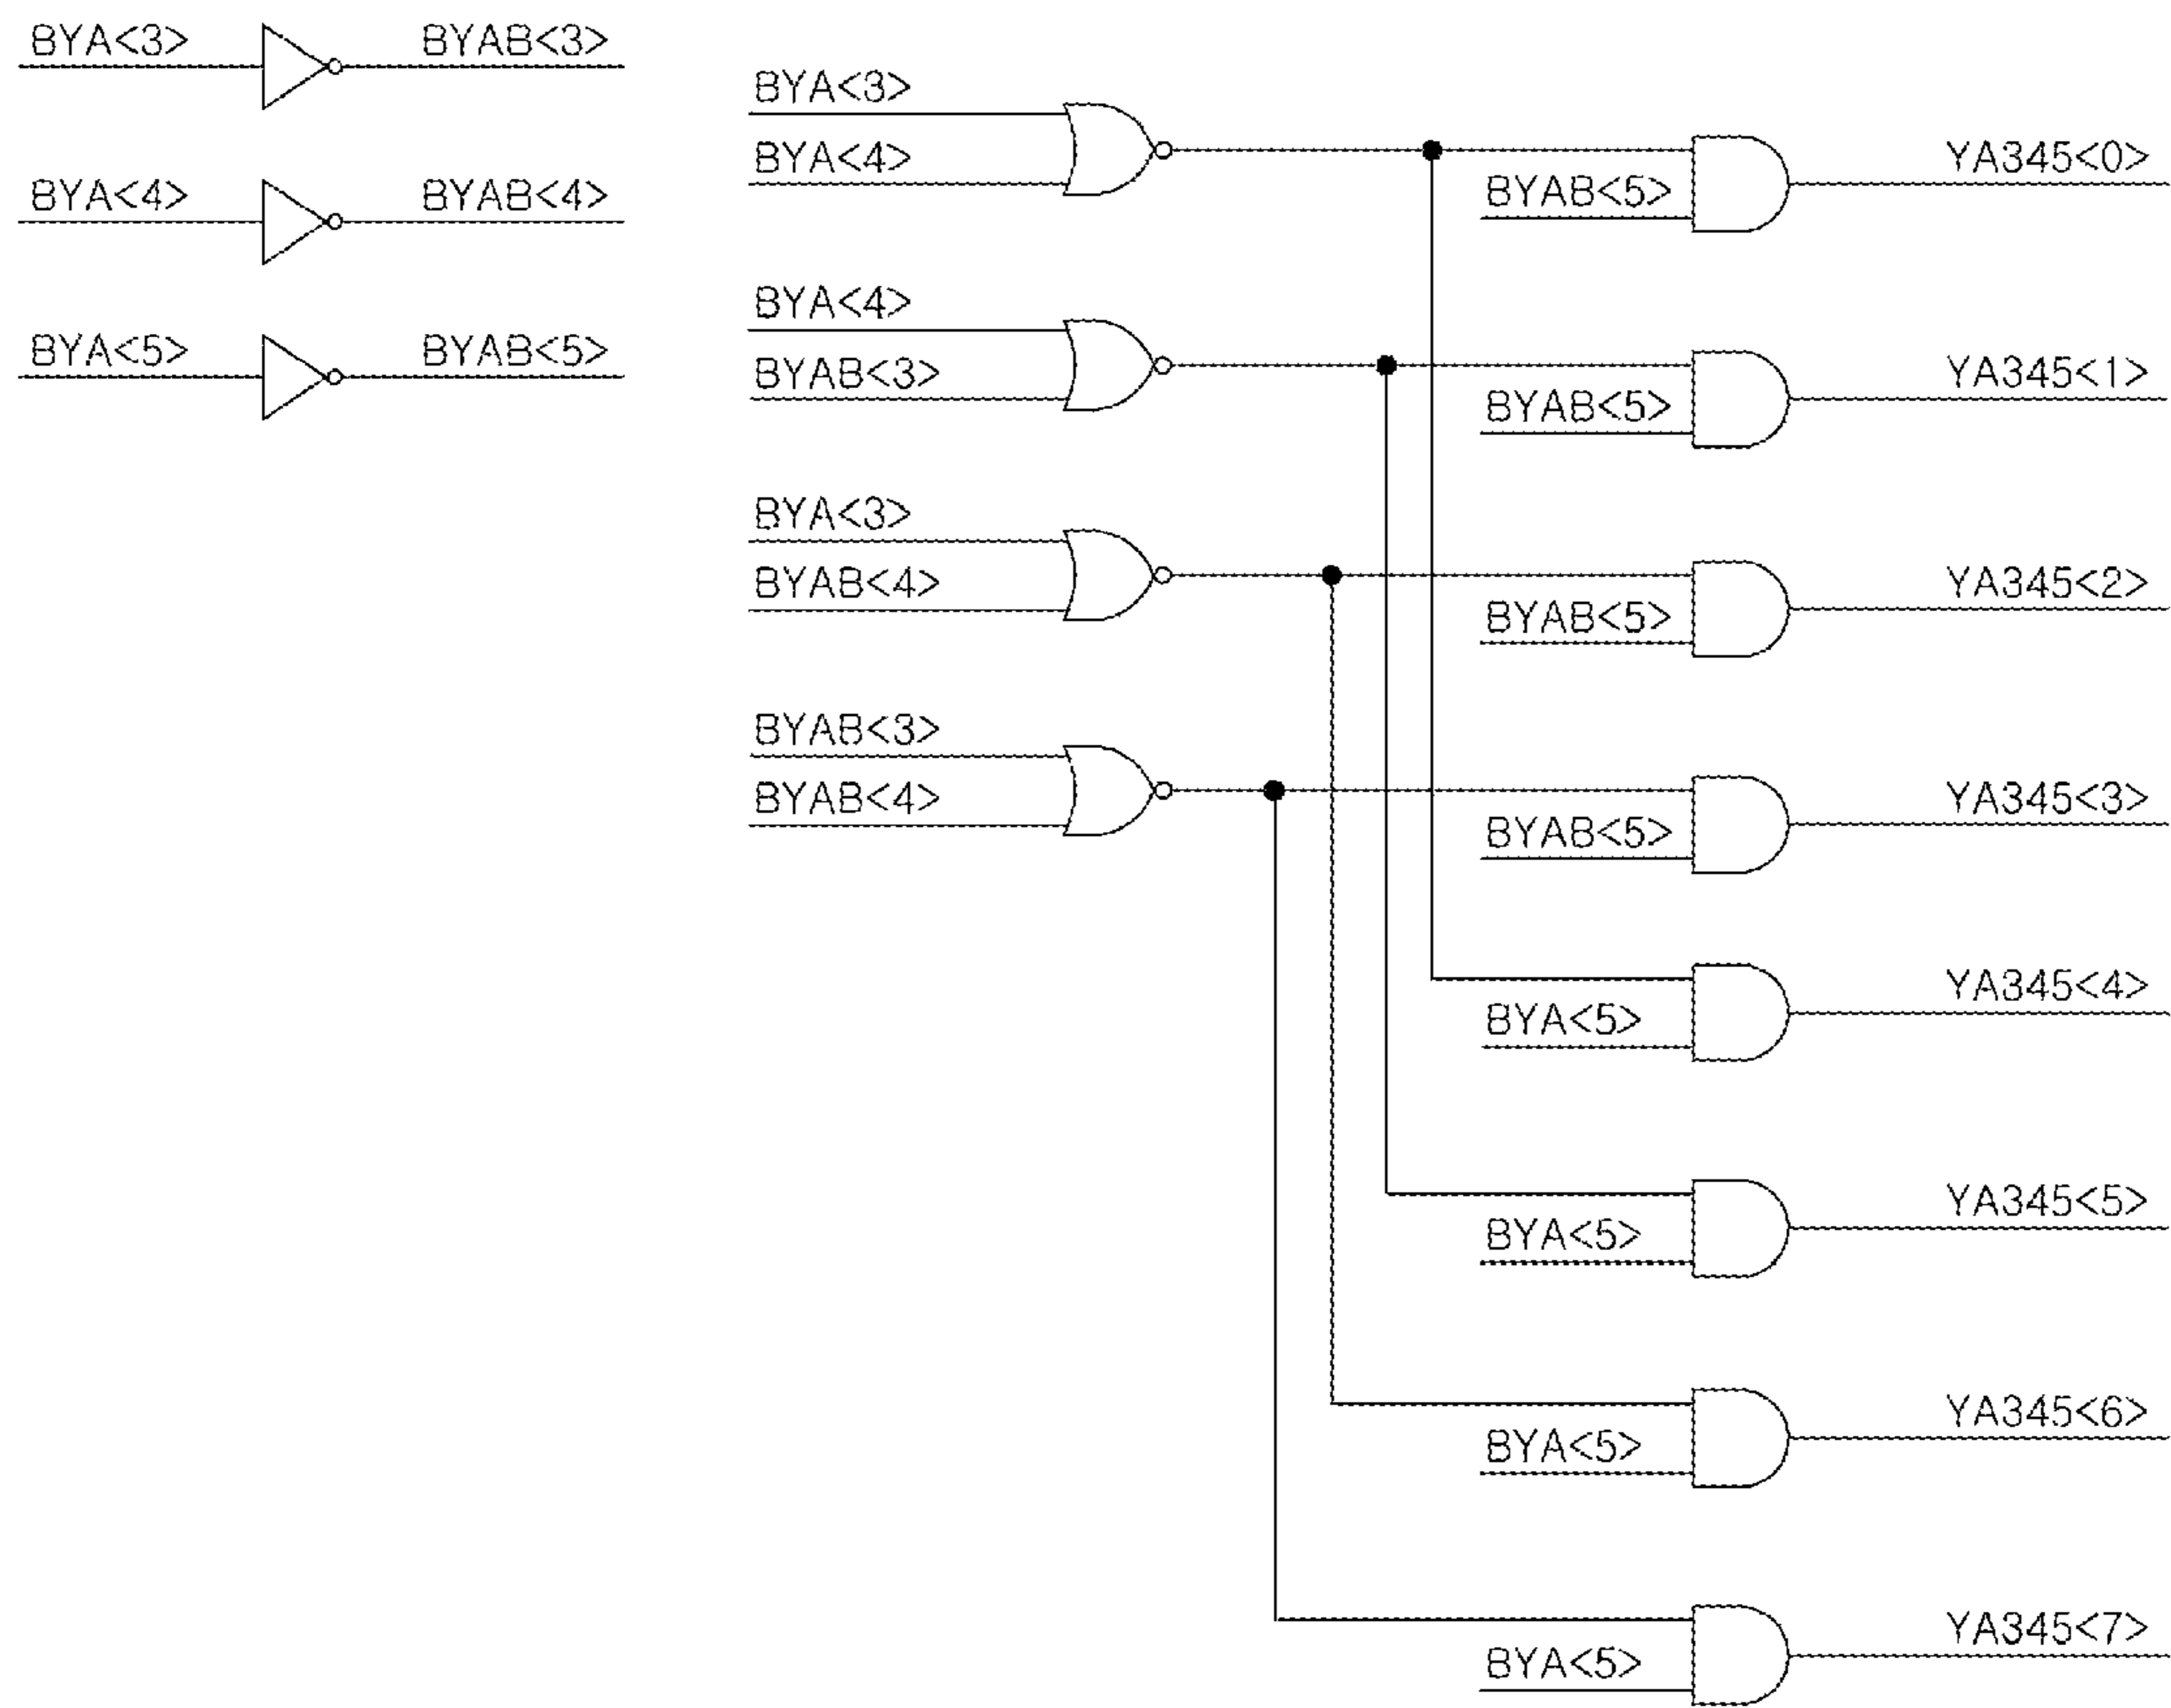 BYA<3> BYAB<3>
BYA<4> BYAB<4>
BYA<5> BYAB<5>
BYA<3>
BYA<4>
BYA<4>
BYAB<3>
BYA<3>
BYAB<4>
BYAB<3>
BYAB<4>
BYAB<5> YA345<0>
BYAB<5> YA345<1>
BYAB<5> YA345<2>
BYAB<5> YA345<3>
BYA<5> YA345<4>
BYA<5> YA345<5>
BYA<5> YA345<6>
BYA<5> YA345<7>